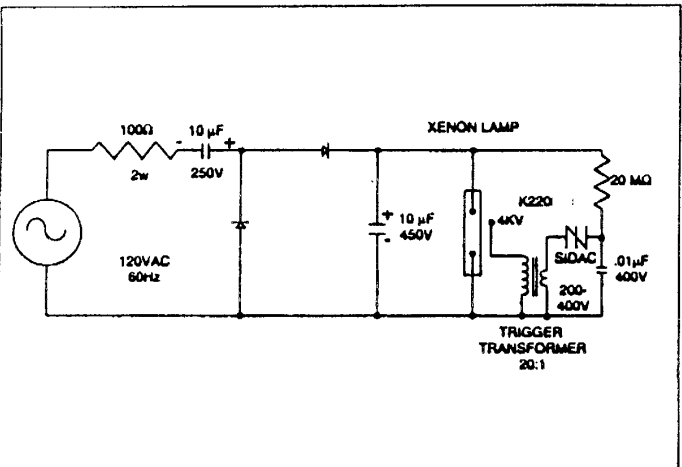 100Ω
10 µF
- +
2w
250V
120VAC
60Hz
+ 10 µF
- 450V
XENON LAMP
20 MΩ
K220
4KV
SIDAC
.01µF
400V
200-
400V
TRIGGER
TRANSFORMER
20:1